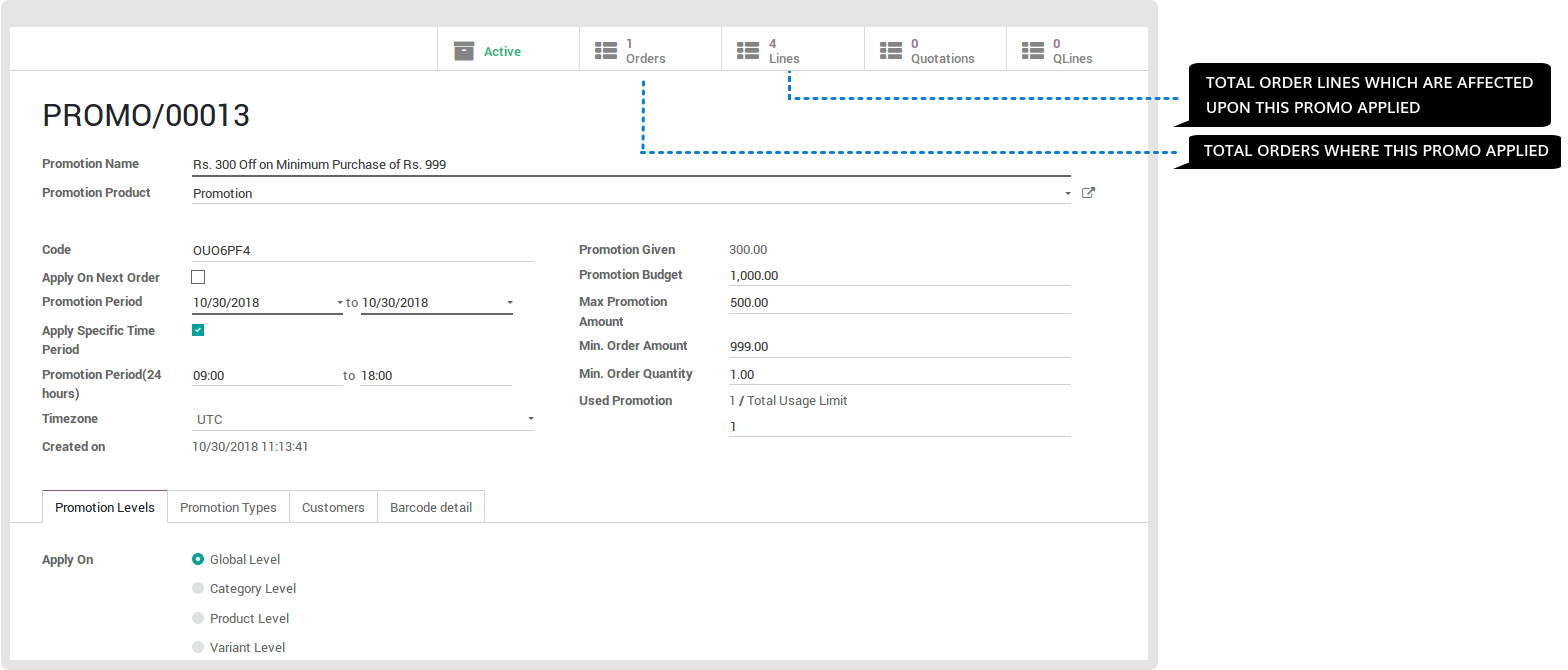 Active
1
Orders
4
Lines
0
Quotations
0
QLines
TOTAL ORDER LINES WHICH ARE AFFECTED
UPON THIS PROMO APPLIED
TOTAL ORDERS WHERE THIS PROMO APPLIED
PROMO/00013
Promotion Name
Rs. 300 Off on Minimum Purchase of Rs. 999
Promotion Product
Promotion
Code
OUO6PF4
Apply On Next Order
Promotion Period
10/30/2018 to 10/30/2018
Apply Specific Time
Period
Promotion Period(24
hours)
09:00 to 18:00
Timezone
UTC
Created on
10/30/2018 11:13:41
Promotion Given
300.00
Promotion Budget
1,000.00
Max Promotion
Amount
500.00
Min. Order Amount
999.00
Min. Order Quantity
1.00
Used Promotion
1 / Total Usage Limit
1
Promotion Levels
Promotion Types
Customers
Barcode detail
Apply On
Global Level
Category Level
Product Level
Variant Level